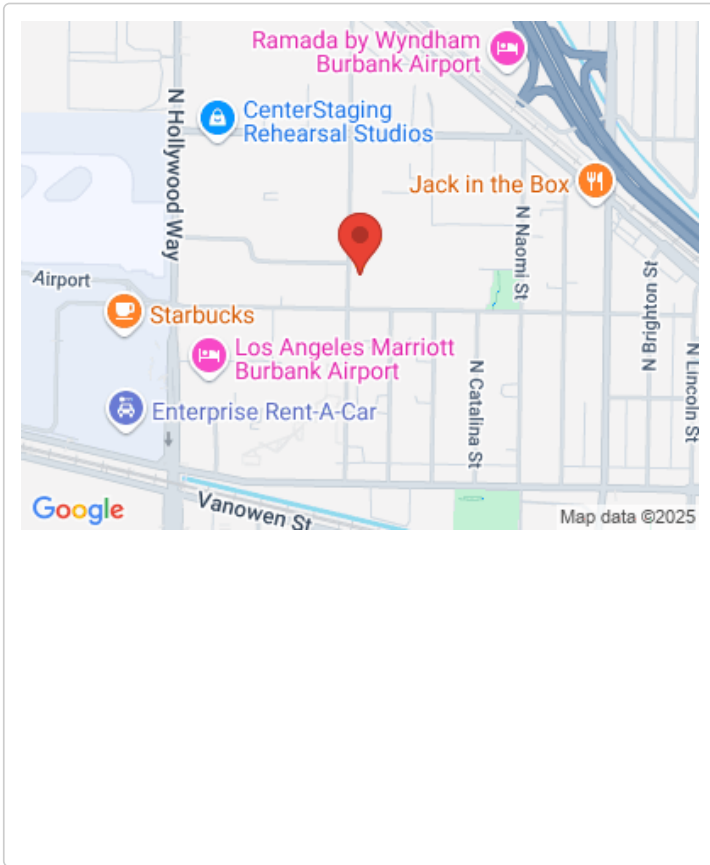 Ramada by Wyndham
Burbank Airport
N Hollywood Way
CenterStaging
Rehearsal Studios
Jack in the Box
N Naomi St
Airport
Starbucks
N Brighton St
Los Angeles Marriott
Burbank Airport
N Catalina St
N Lincoln St
Enterprise Rent-A-Car
Vanowen St
Google
Map data ©2025